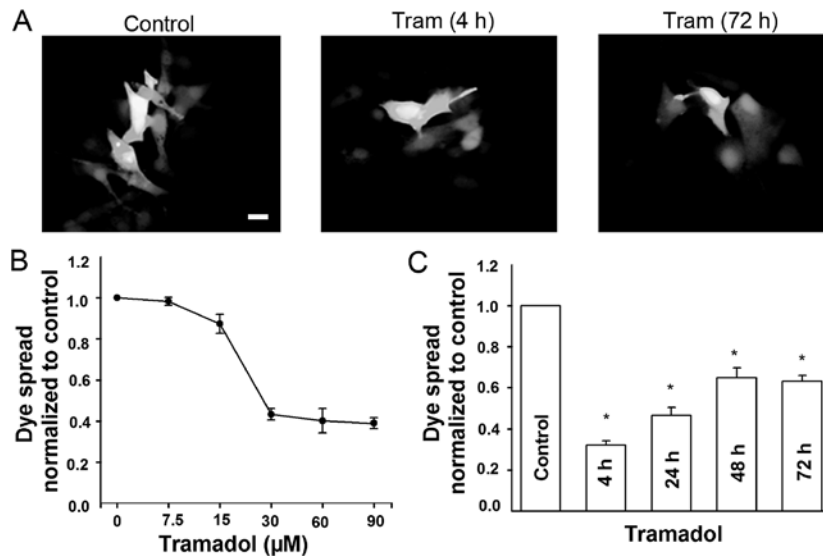 A
Control
Tram (4 h)
Tram (72 h)
B
Dye spread
normalized to control
1.2
1.0
0.8
0.6
0.4
0.2
0.0
0 7.5 15 30 60 90
Tramadol (µM)
C
Dye spread
normalized to control
1.2
1.0
0.8
0.6
0.4
0.2
0.0
* * * *
Control 4 h 24 h 48 h 72 h
Tramadol